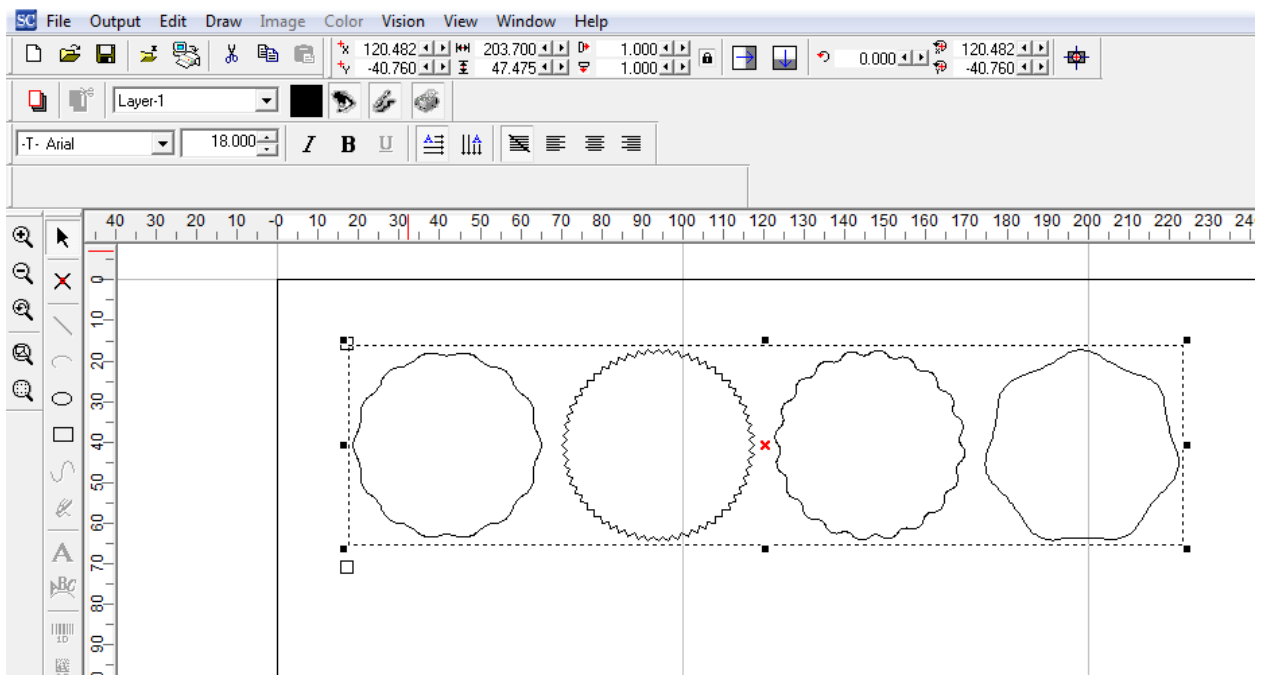 SC File Output Edit Draw Image Color Vision View Window Help
X 120.482 203.700 1.000 0.000 120.482
Y -40.760 47.475 1.000 -40.760
Layer-1
-T- Arial 18.000 I B U A A
40 30 20 10 -0 10 20 30 40 50 60 70 80 90 100 110 120 130 140 150 160 170 180 190 200 210 220 230 24
0
10
20
30
40
50
60
70
80
90
A
ABC
1D